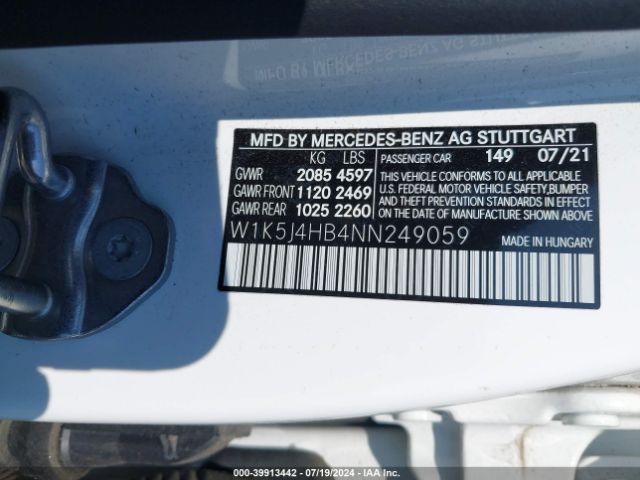 MFD BY MERCEDES-BENZ AG STUTTGART
KG LBS PASSENGER CAR 149 07/21
GVWR 2085 4597
GAWR FRONT 1120 2469
GAWR REAR 1025 2260
THIS VEHICLE CONFORMS TO ALL APPLICABLE
U.S. FEDERAL MOTOR VEHICLE SAFETY,BUMPER
AND THEFT PREVENTION STANDARDS IN EFFECT
ON THE DATE OF MANUFACTURE SHOWN ABOVE.
W1K5J4HB4NN249059
MADE IN HUNGARY
000-39913442 / 07/19/2024 - IAA Inc.